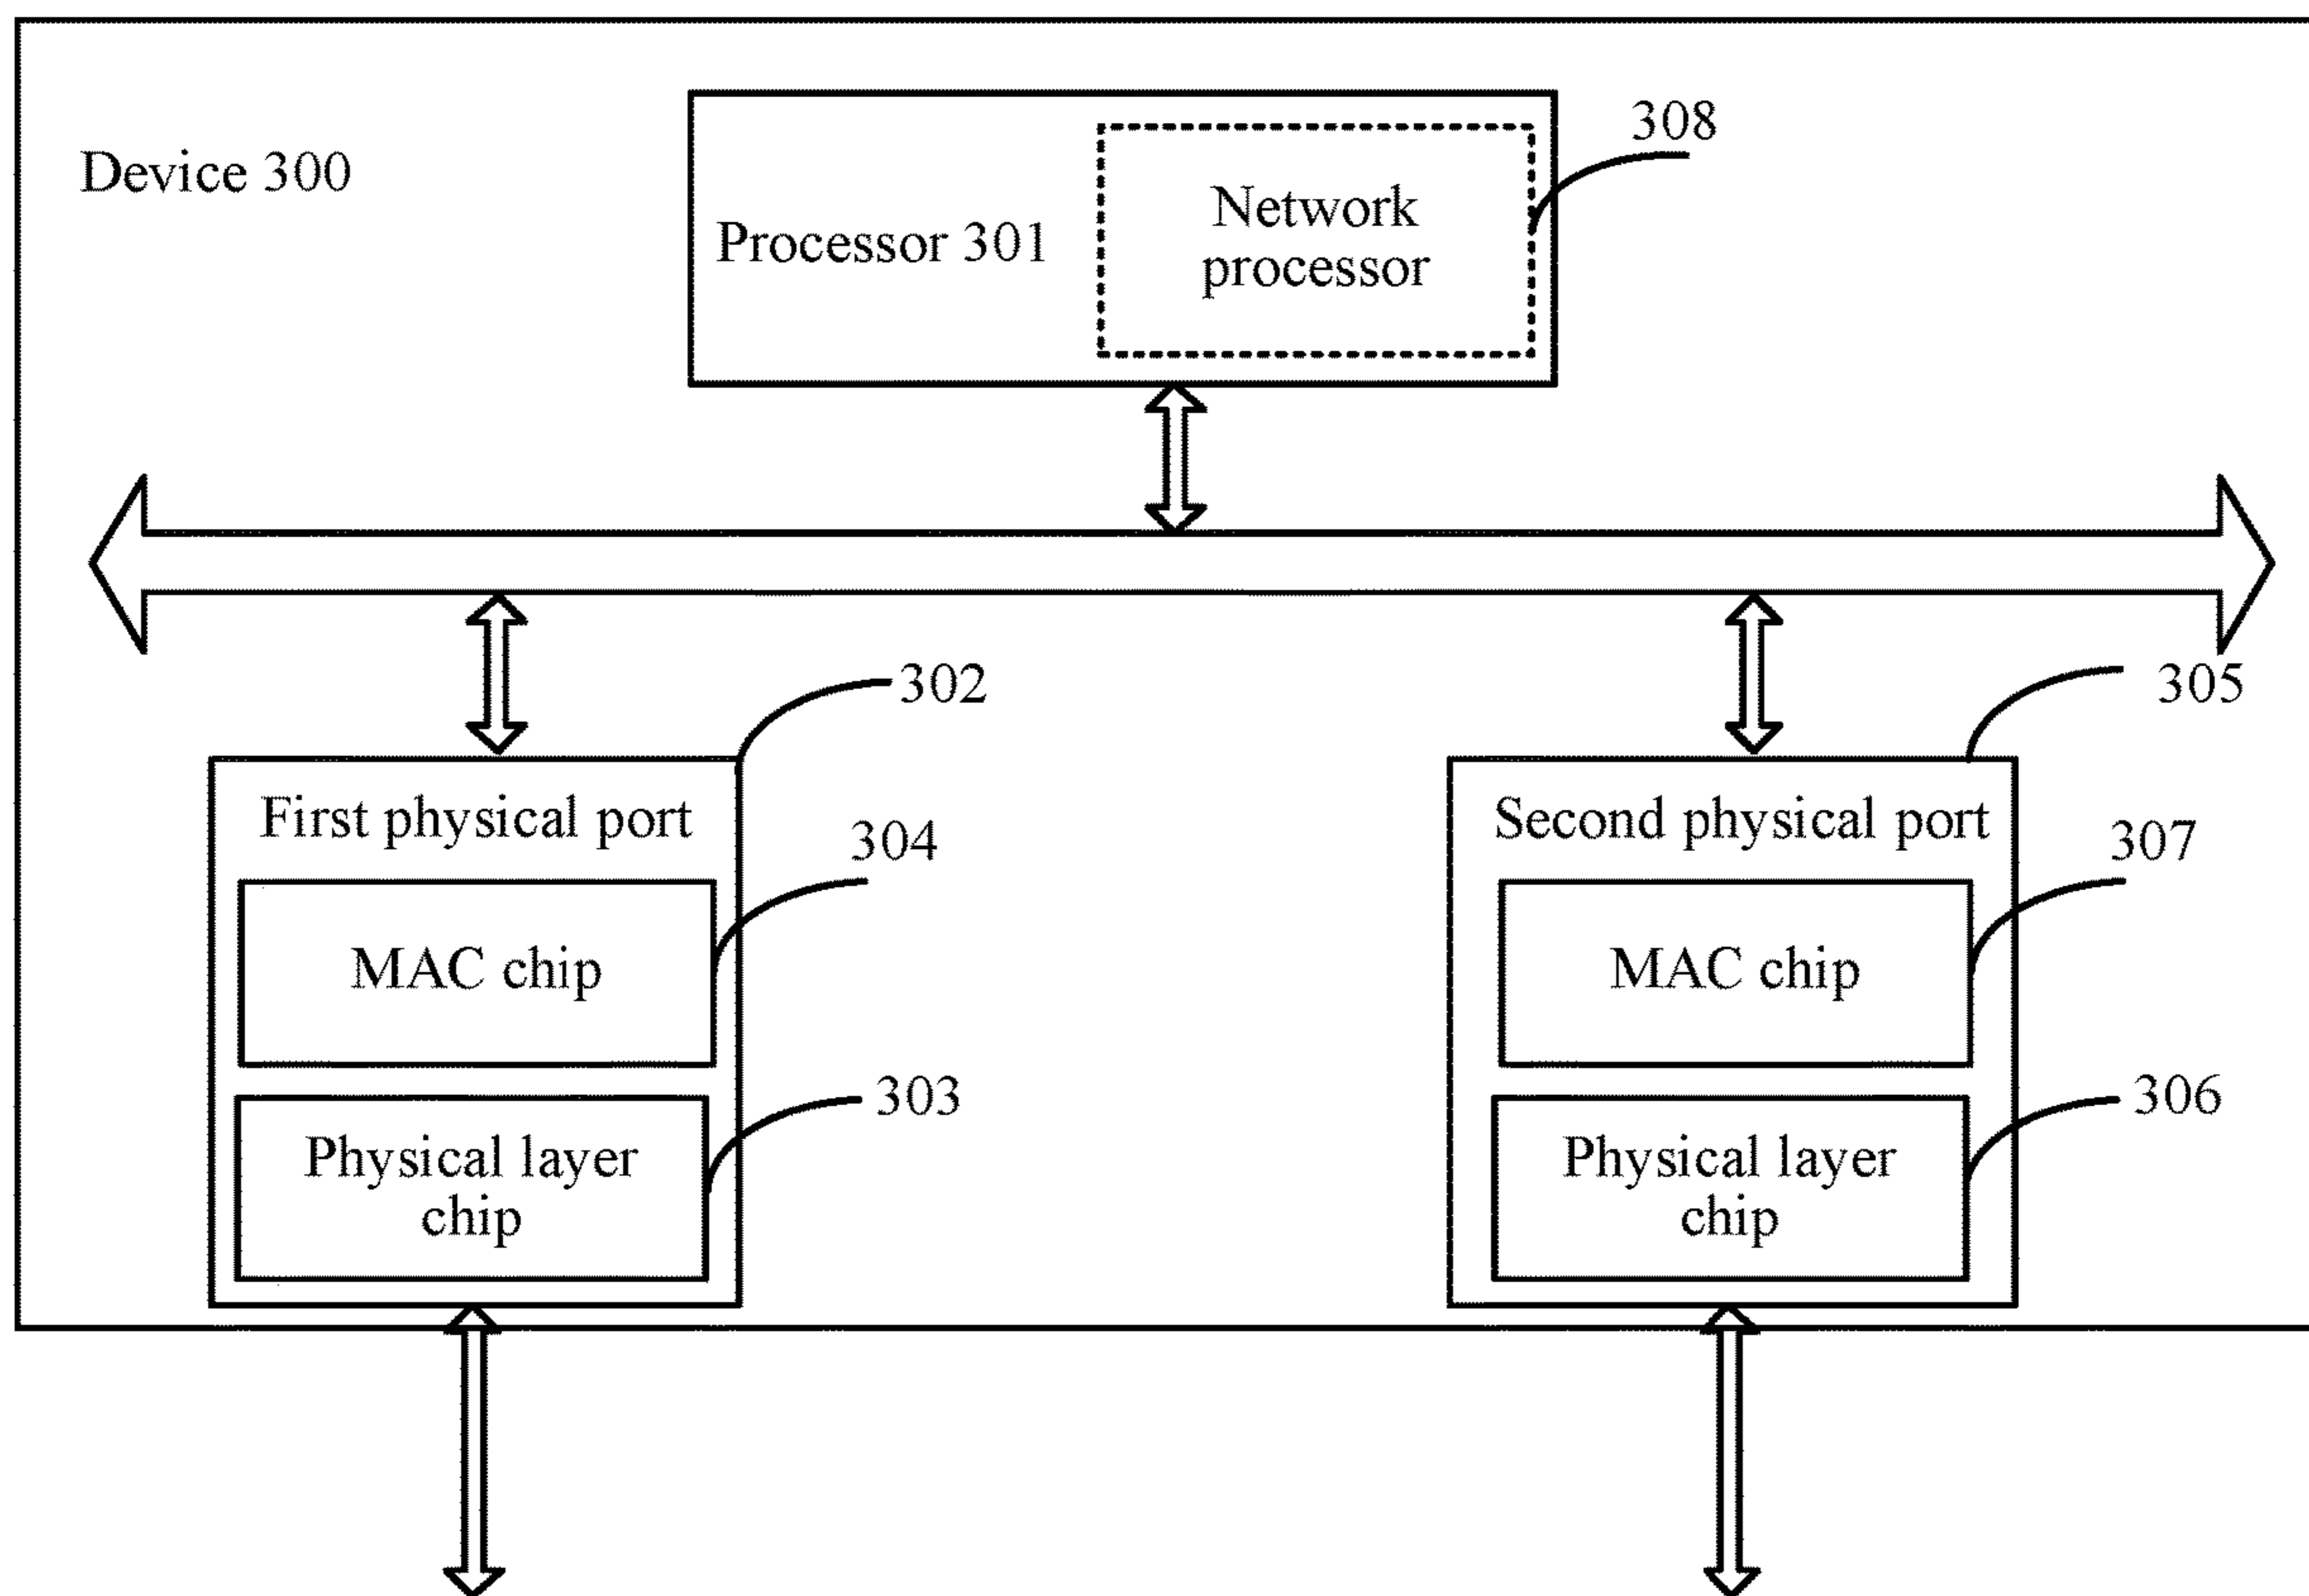 Device 300
Processor 301
Network
processor
308
302
305
First physical port
304
MAC chip
303
Physical layer
chip
Second physical port
307
MAC chip
306
Physical layer
chip